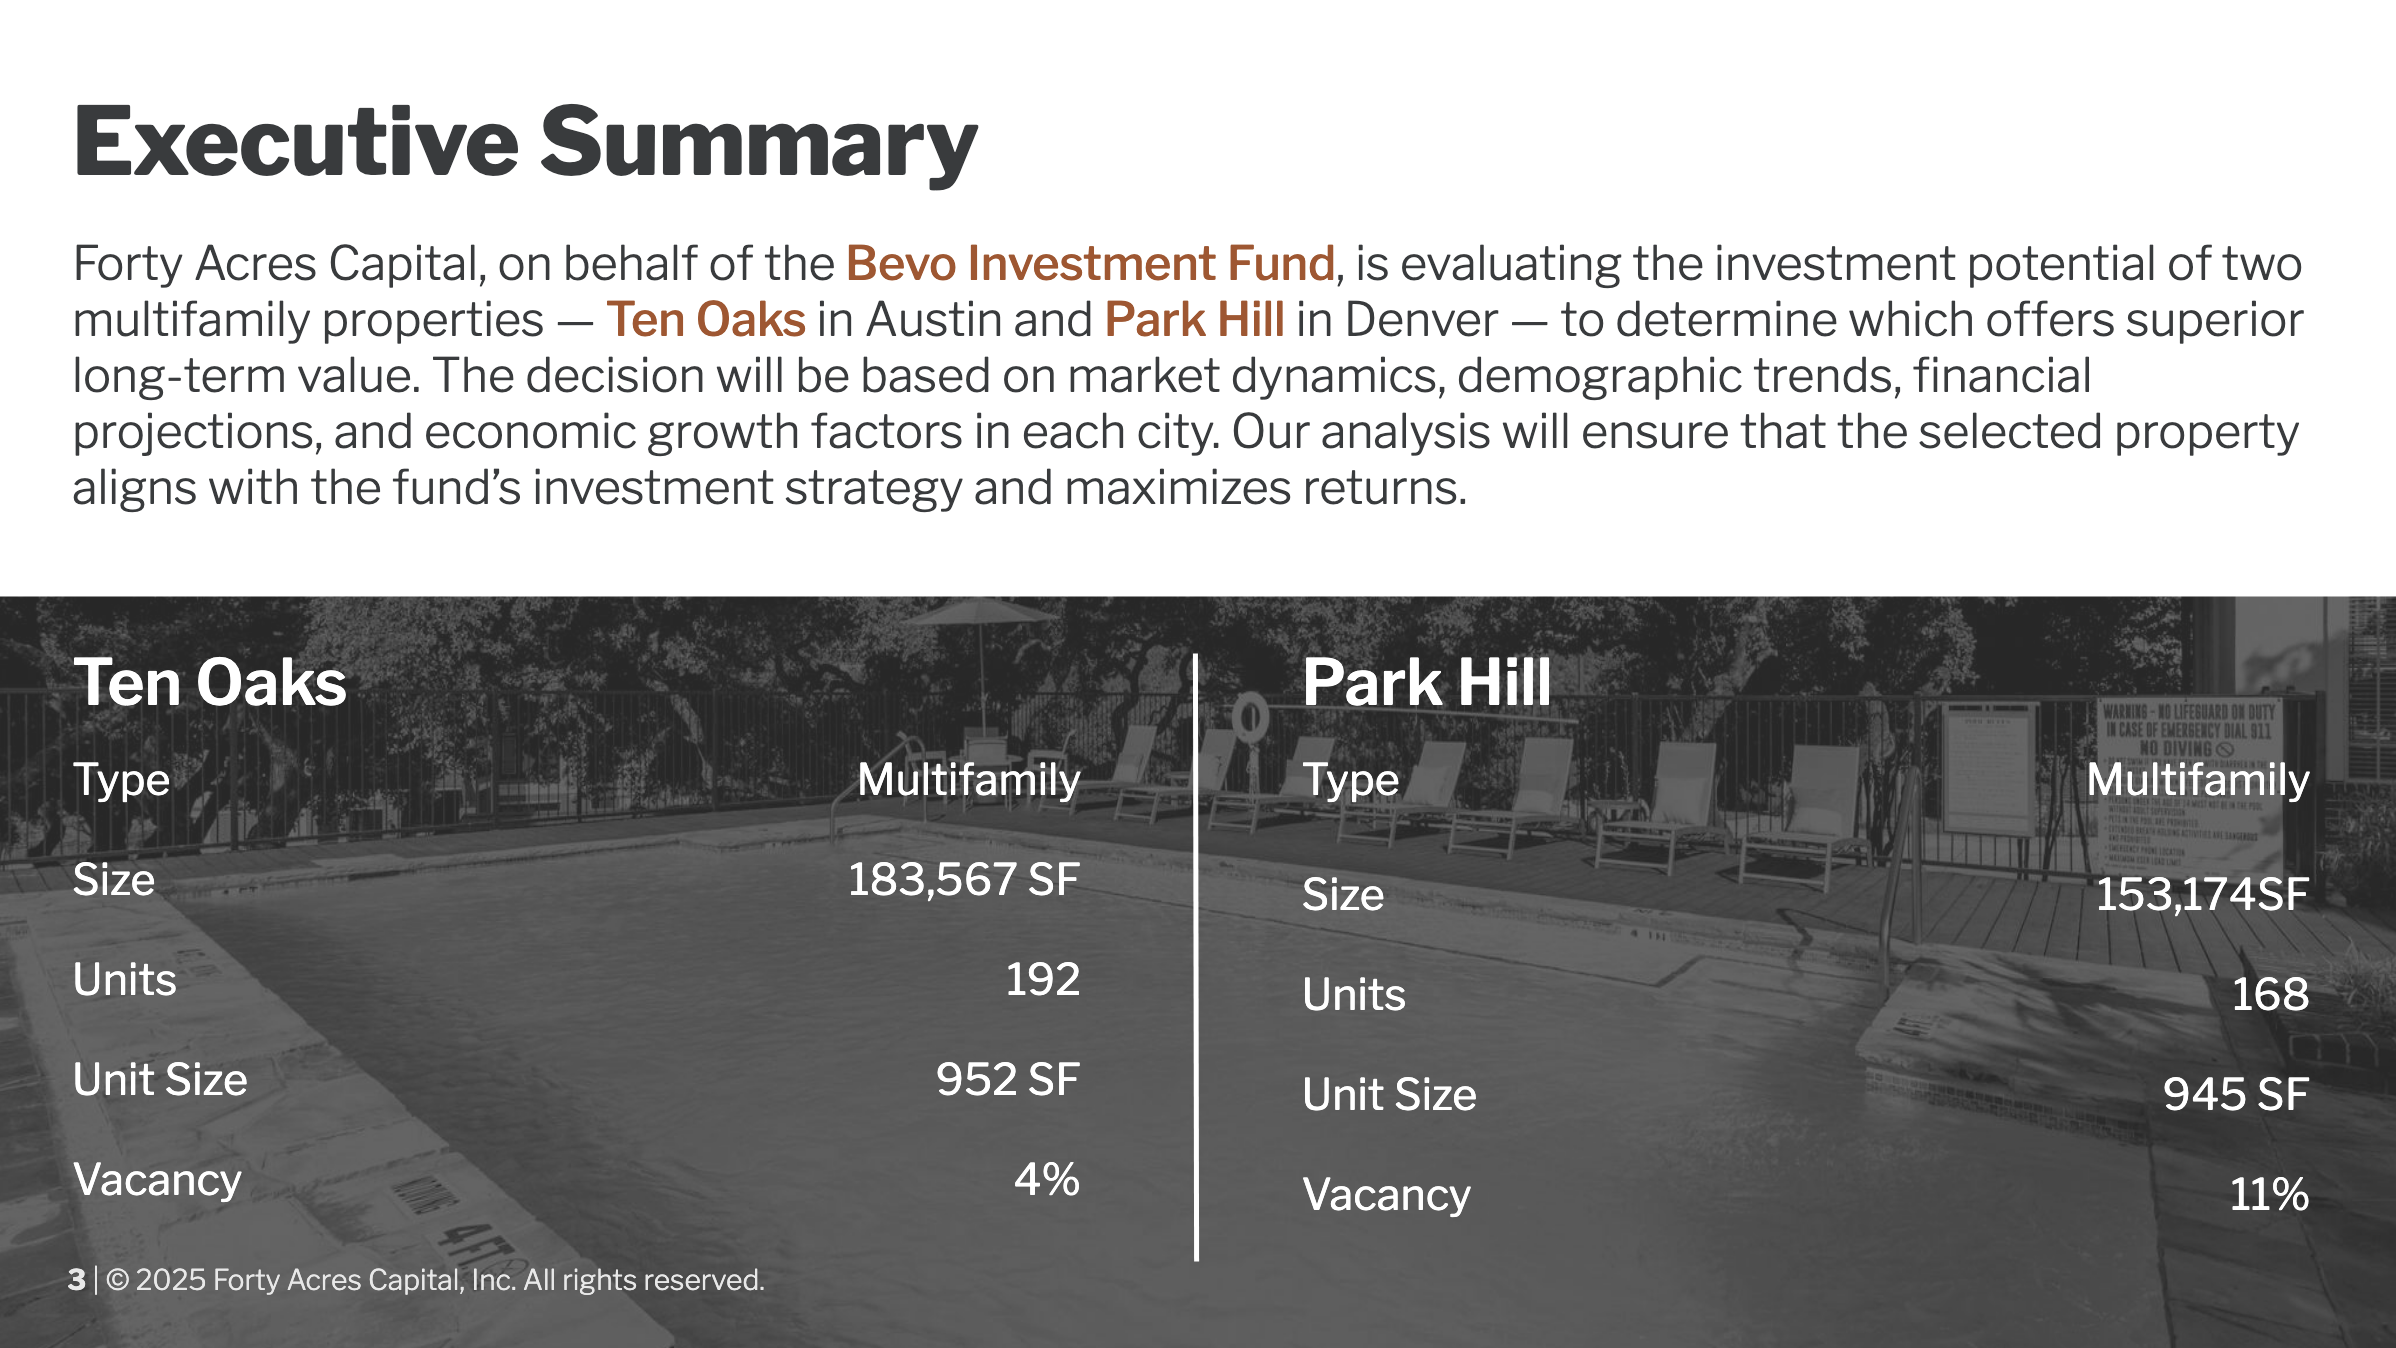 Executive Summary
Forty Acres Capital, on behalf of the Bevo Investment Fund, is evaluating the investment potential of two
multifamily properties — Ten Oaks in Austin and Park Hill in Denver — to determine which offers superior
long-term value. The decision will be based on market dynamics, demographic trends, financial
projections, and economic growth factors in each city. Our analysis will ensure that the selected property
aligns with the fund’s investment strategy and maximizes returns.
Ten Oaks
Type Multifamily
Size 183,567 SF
Units 192
Unit Size 952 SF
Vacancy 4%
Park Hill
Type Multifamily
Size 153,174SF
Units 168
Unit Size 945 SF
Vacancy 11%
WARNING - NO LIFEGUARD ON DUTY
IN CASE OF EMERGENCY DIAL 911
NO DIVING
4 FT
3 | © 2025 Forty Acres Capital, Inc. All rights reserved.